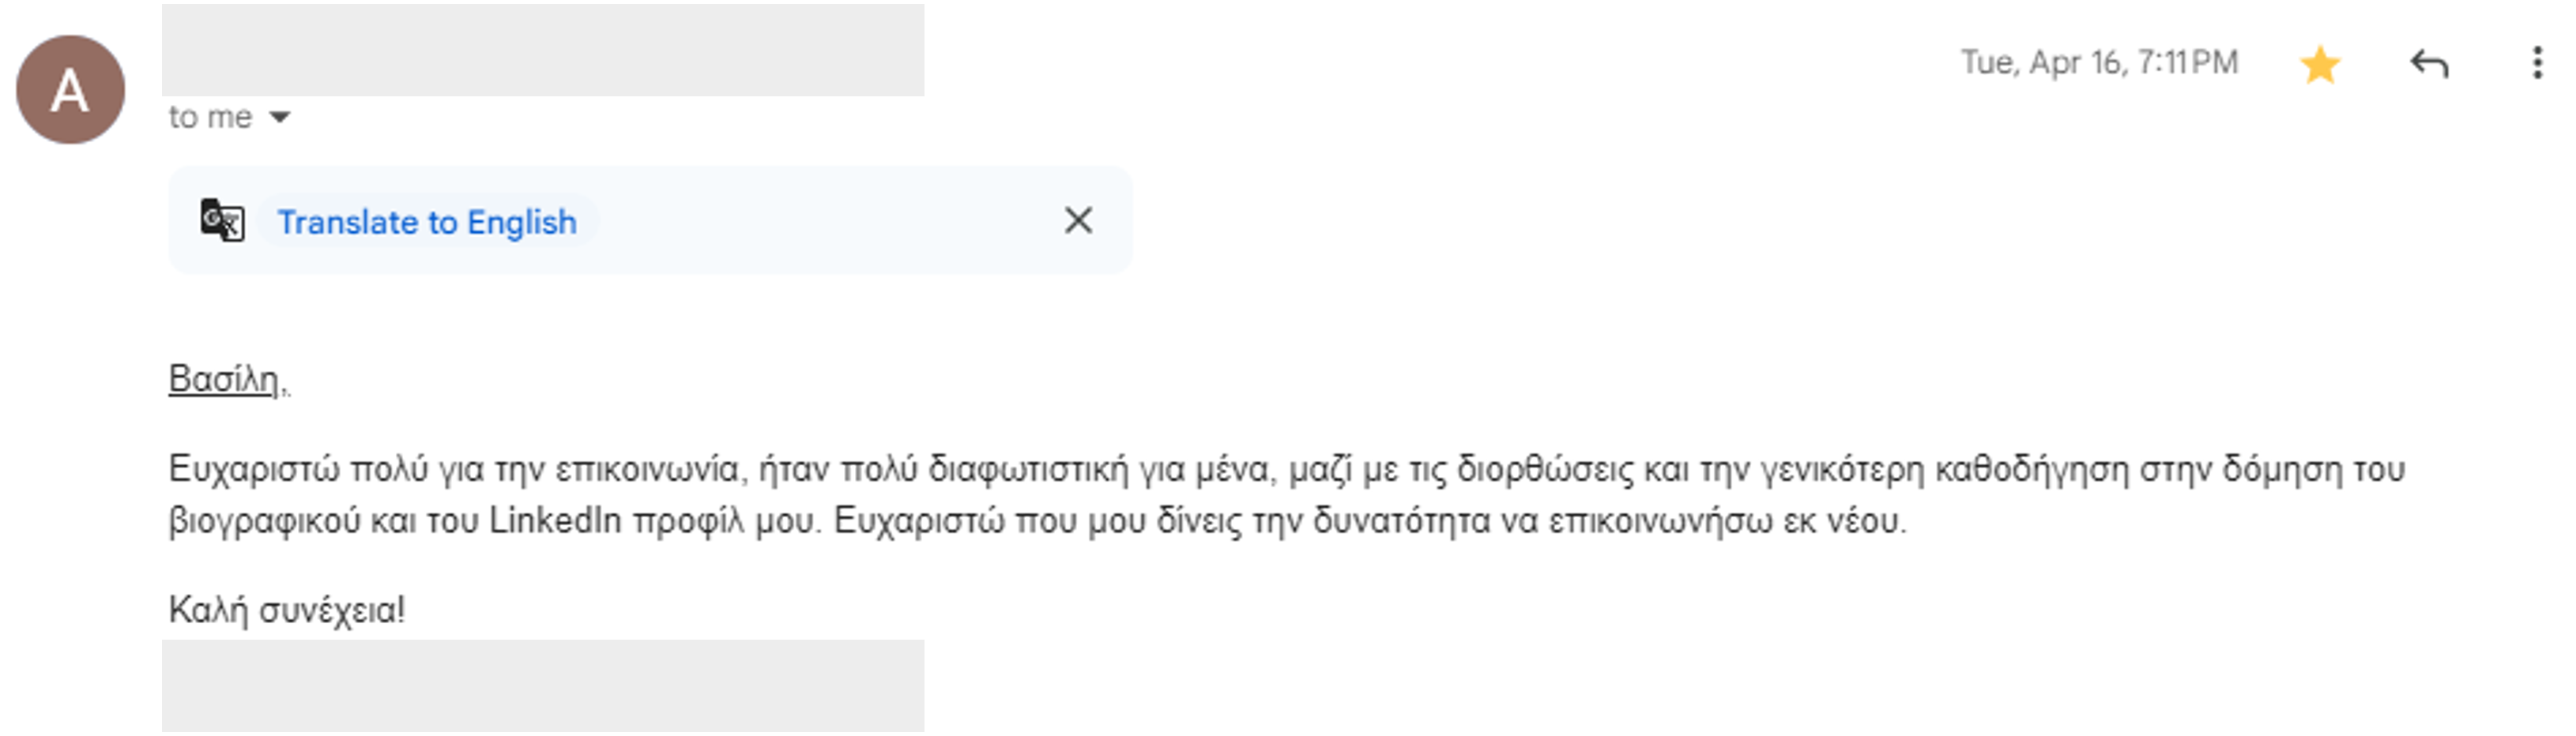 A
Tue, Apr 16, 7:11 PM
to me
Translate to English
Βασίλη,
Ευχαριστώ πολύ για την επικοινωνία, ήταν πολύ διαφωτιστική για μένα, μαζί με τις διορθώσεις και την γενικότερη καθοδήγηση στην δόμηση του
βιογραφικού και του LinkedIn προφίλ μου. Ευχαριστώ που μου δίνεις την δυνατότητα να επικοινωνήσω εκ νέου.
Καλή συνέχεια!